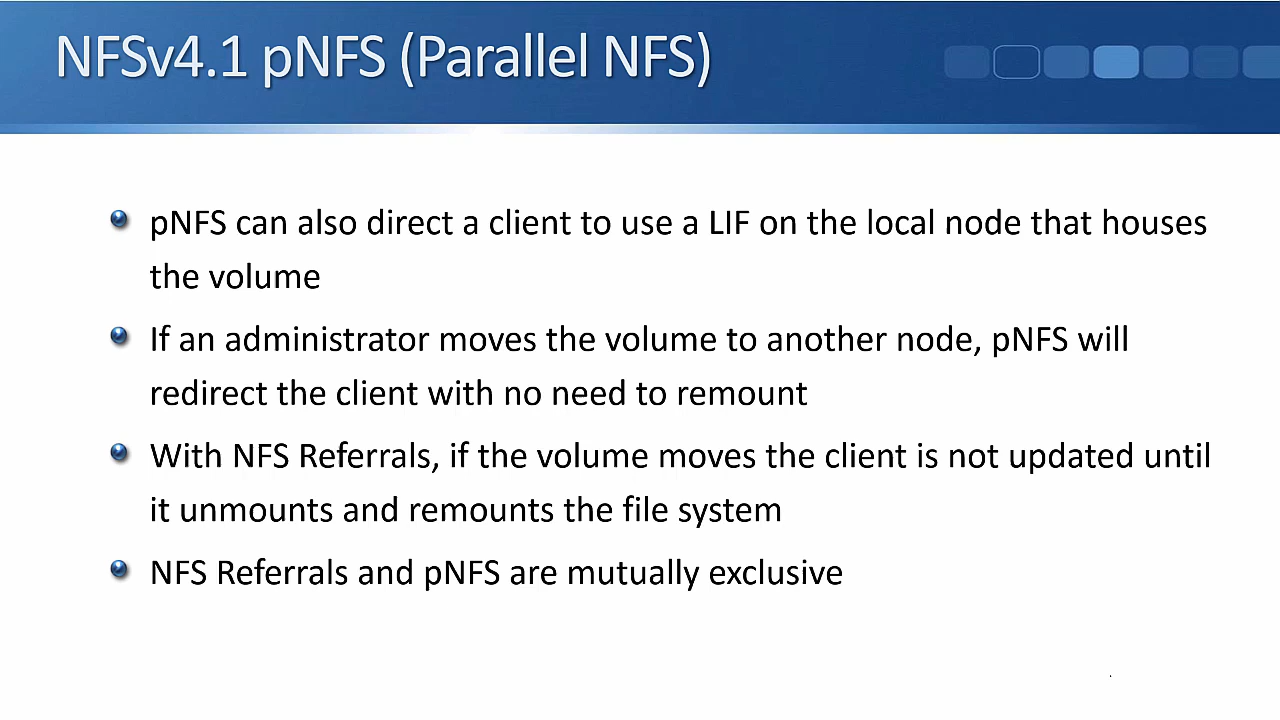 NFSv4.1 pNFS (Parallel NFS)
pNFS can also direct a client to use a LIF on the local node that houses
the volume
If an administrator moves the volume to another node, pNFS will
redirect the client with no need to remount
With NFS Referrals, if the volume moves the client is not updated until
it unmounts and remounts the file system
NFS Referrals and pNFS are mutually exclusive